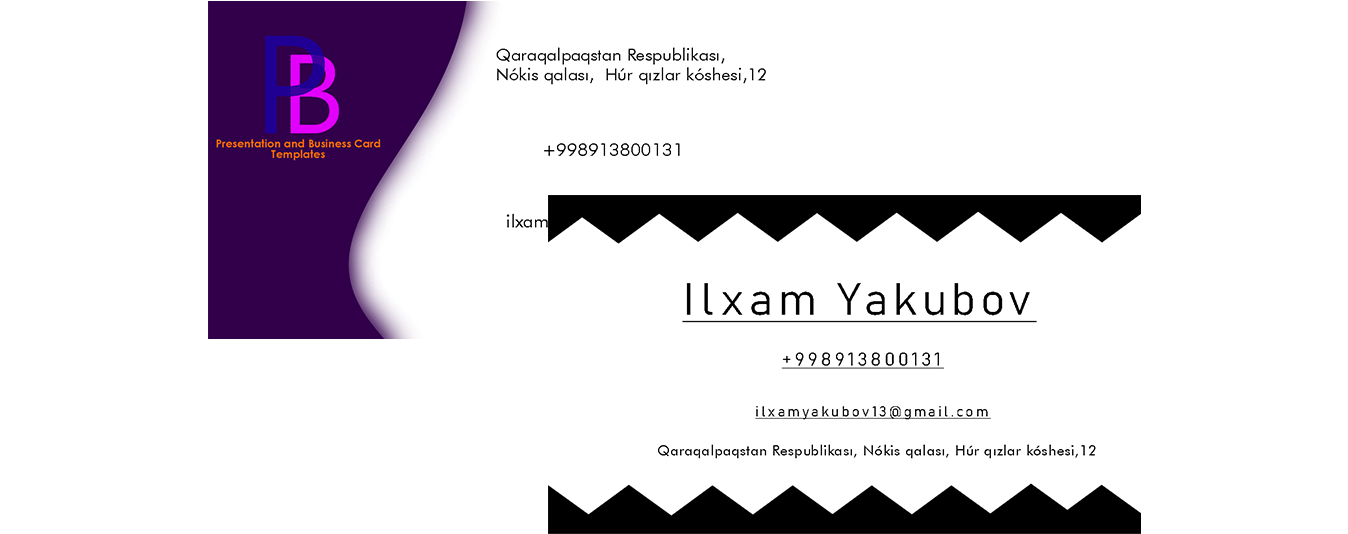 PB
Presentation and Business Card
Templates
Qaraqalpaqstan Respublikası,
Nókis qalası, Húr qızlar kóshesi,12
+998913800131
ilxam
Ilxam Yakubov
+998913800131
ilxamyakubov13@gmail.com
Qaraqalpaqstan Respublikası, Nókis qalası, Húr qızlar kóshesi,12